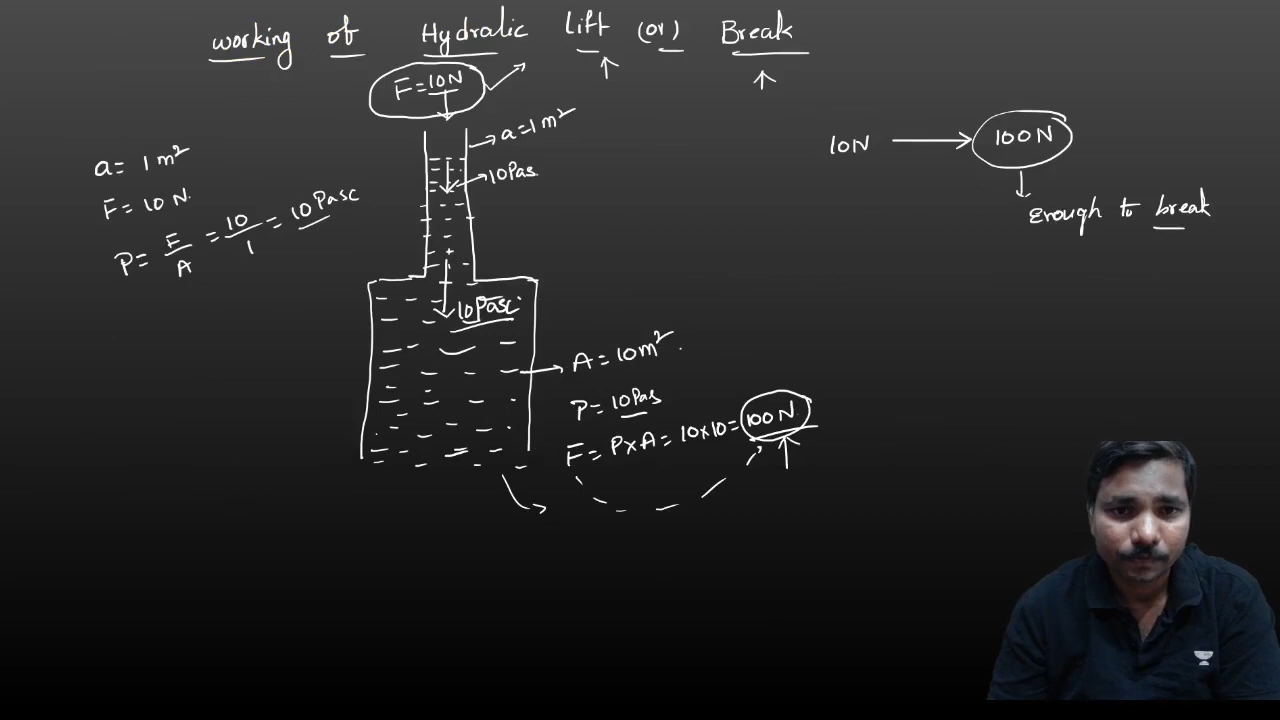 working of Hydralic Lift (or) Break
F=10N
a=1m²
10Pas
a= 1m²
F=10N
P= F/A = 10/1 = 10Pasc
10Pasc
A=10m²
P=10Pas
F= P×A= 10×10= 100N
10N → 100N
Enough to break